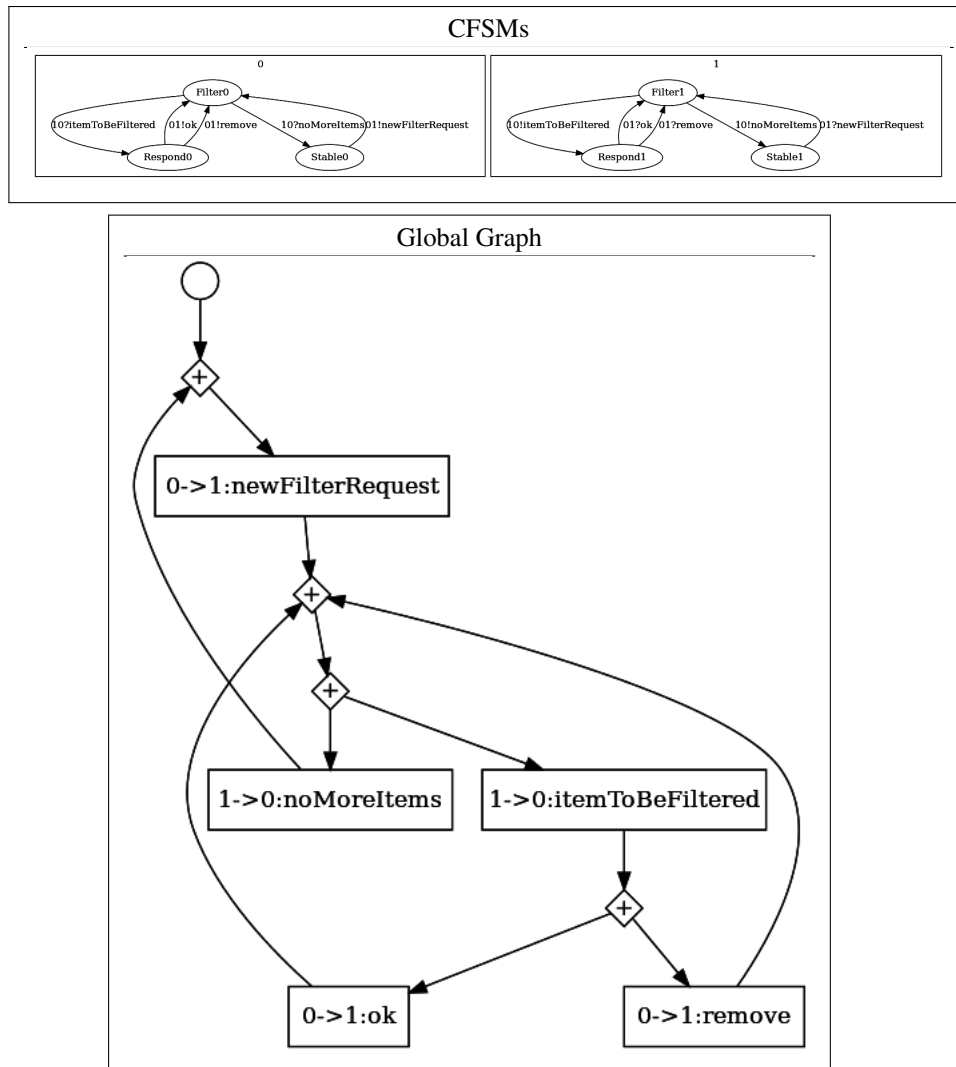 CFSMs
0
Filter0
10?itemToBeFiltered
01!ok
01!remove
10?noMoreItems
01!newFilterRequest
Respond0
Stable0
1
Filter1
10!itemToBeFiltered
01?ok
01?remove
10!noMoreItems
01?newFilterRequest
Respond1
Stable1
Global Graph
+
0->1:newFilterRequest
+
+
1->0:noMoreItems
1->0:itemToBeFiltered
+
0->1:ok
0->1:remove